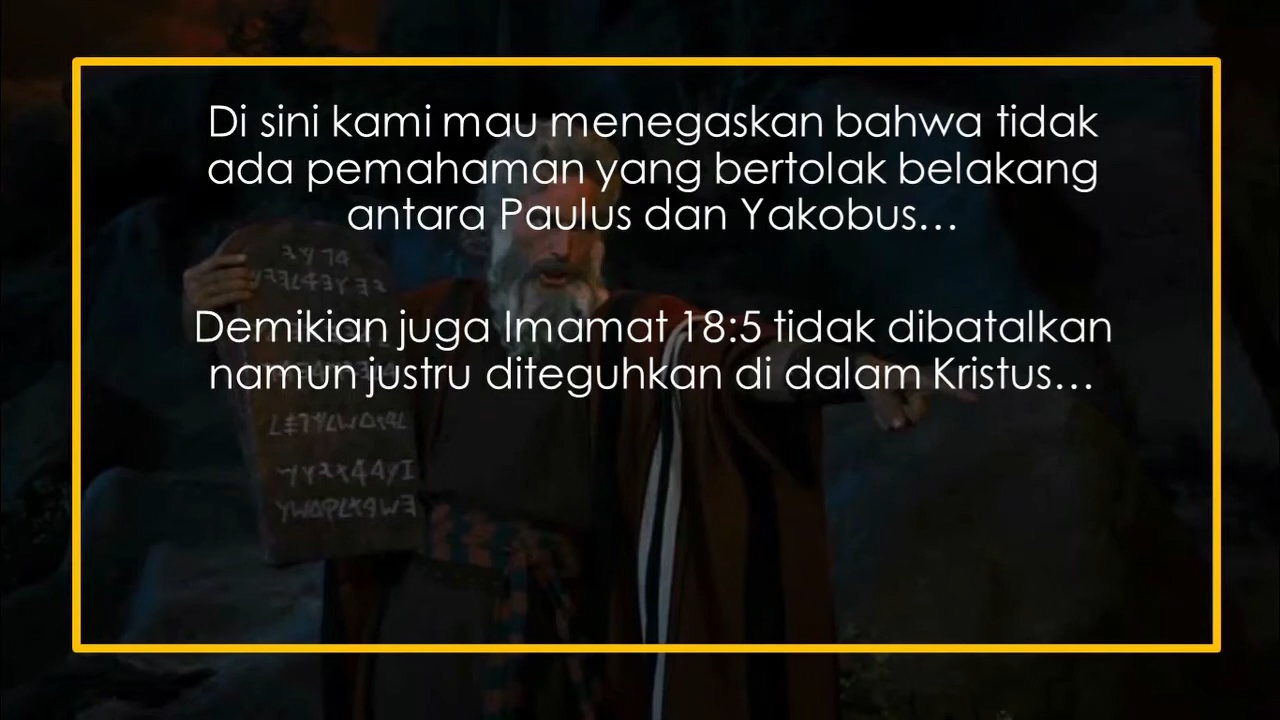 Di sini kami mau menegaskan bahwa tidak
ada pemahaman yang bertolak belakang
antara Paulus dan Yakobus...
Demikian juga Imamat 18:5 tidak dibatalkan
namun justru diteguhkan di dalam Kristus...